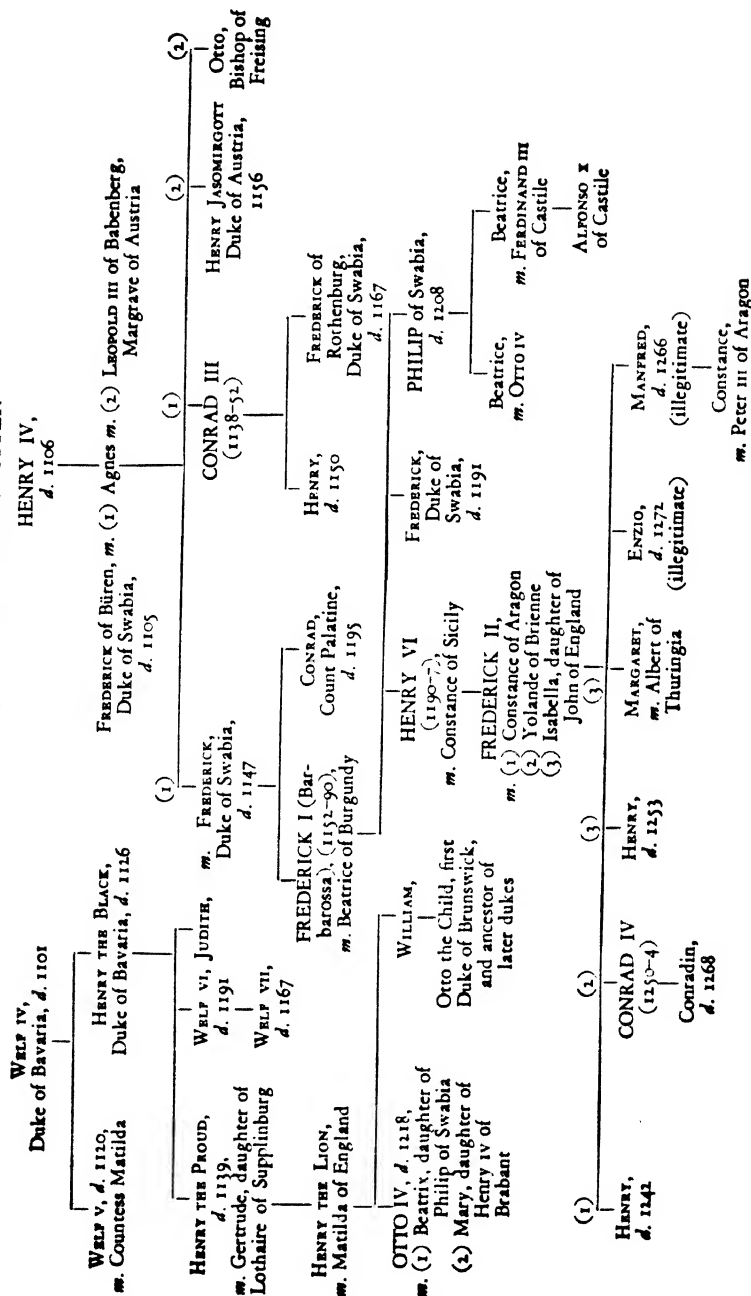 HENRY IV,
d. 1106
WELF IV,
Duke of Bavaria, d. 1101
FREDERICK of Büren, m. (1) Agnes m. (2) LEOPOLD III of Babenberg,
Duke of Swabia,
d. 1105
Margrave of Austria
WELF V, d. 1120,
m. Countess Matilda
HENRY THE BLACK,
Duke of Bavaria, d. 1126
(1)
(1)
(2)
(2)
HENRY THE PROUD,
d. 1139,
m. Gertrude, daughter of
Lothaire of Supplinburg
WELF VI,
d. 1191
WELF VII,
d. 1167
JUDITH,
m. FREDERICK,
Duke of Swabia,
d. 1147
CONRAD III
(1138-52)
HENRY JASOMIRGOTT
Duke of Austria,
1156
Otto,
Bishop of
Freising
HENRY THE LION,
m. Matilda of England
FREDERICK I (Bar-
barossa), (1152-90),
m. Beatrice of Burgundy
CONRAD,
Count Palatine,
d. 1195
HENRY,
d. 1150
FREDERICK of
Rothenburg,
Duke of Swabia,
d. 1167
OTTO IV, d. 1218,
m. (1) Beatrix, daughter of
Philip of Swabia
(2) Mary, daughter of
Henry IV of
Brabant
WILLIAM,
Otto the Child, first
Duke of Brunswick,
and ancestor of
later dukes
HENRY VI
(1190-7),
m. Constance of Sicily
FREDERICK,
Duke of
Swabia,
d. 1191
PHILIP of Swabia,
d. 1208
FREDERICK II,
m. (1) Constance of Aragon
(2) Yolande of Brienne
(3) Isabella, daughter of
John of England
Beatrice,
m. OTTO IV
Beatrice,
m. FERDINAND III
of Castile
ALFONSO X
of Castile
(1)
(2)
(3)
(3)
HENRY,
d. 1242
CONRAD IV
(1250-4)
Conradin,
d. 1268
HENRY,
d. 1253
MARGARET,
m. Albert of
Thuringia
ENZIO,
d. 1272
(illegitimate)
MANFRED,
d. 1266
(illegitimate)
Constance,
m. Peter III of Aragon